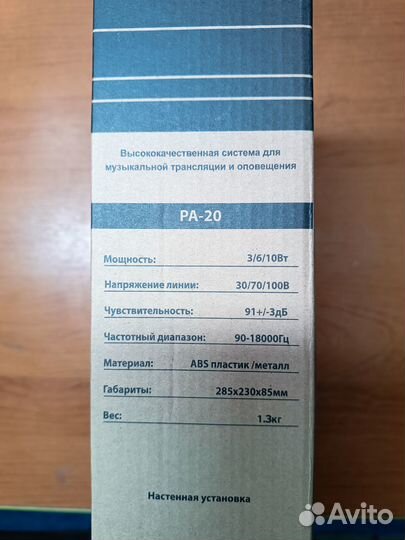 Высококачественная система для
музыкальной трансляции и оповещения
PA-20
Мощность: 3/6/10Вт
Напряжение линии: 30/70/100В
Чувствительность: 91+/-3дБ
Частотный диапазон: 90-18000Гц
Материал: ABS пластик /металл
Габариты: 285x230x85мм
Вес: 1.3кг
Настенная установка
Avito